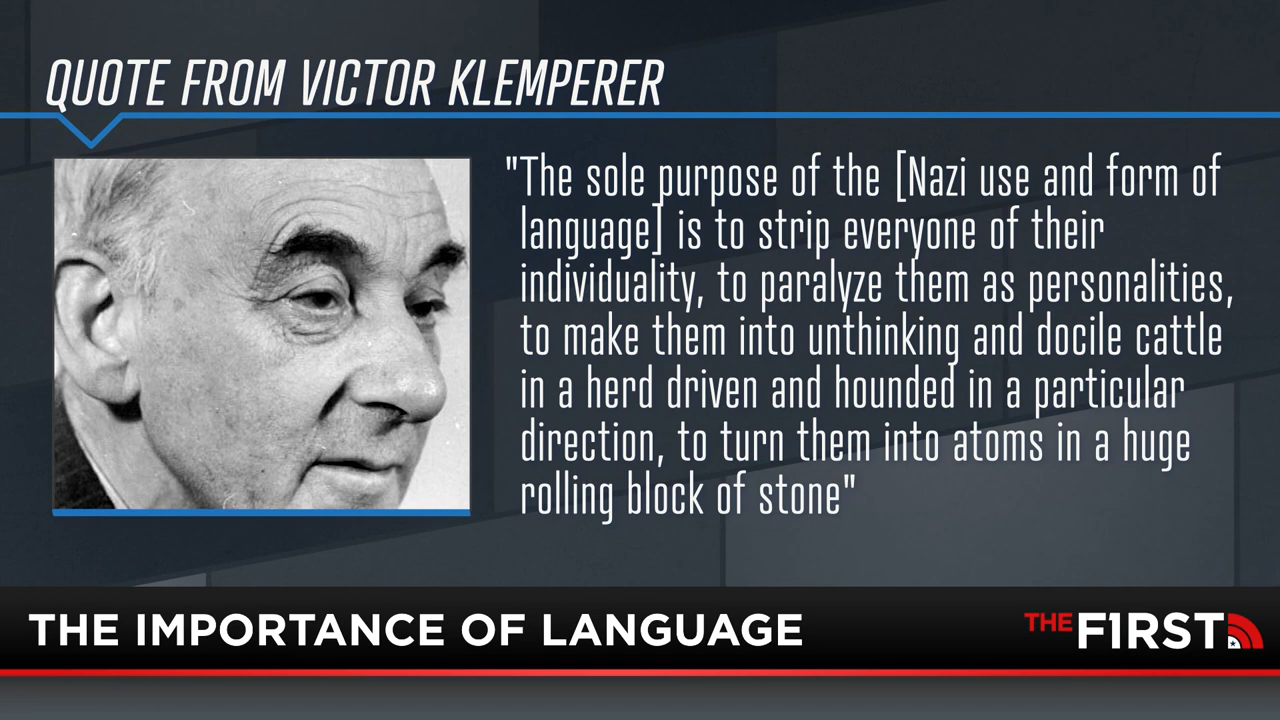 QUOTE FROM VICTOR KLEMPERER
"The sole purpose of the [Nazi use and form of
language] is to strip everyone of their
individuality, to paralyze them as personalities,
to make them into unthinking and docile cattle
in a herd driven and hounded in a particular
direction, to turn them into atoms in a huge
rolling block of stone"
THE IMPORTANCE OF LANGUAGE
THE FIRST